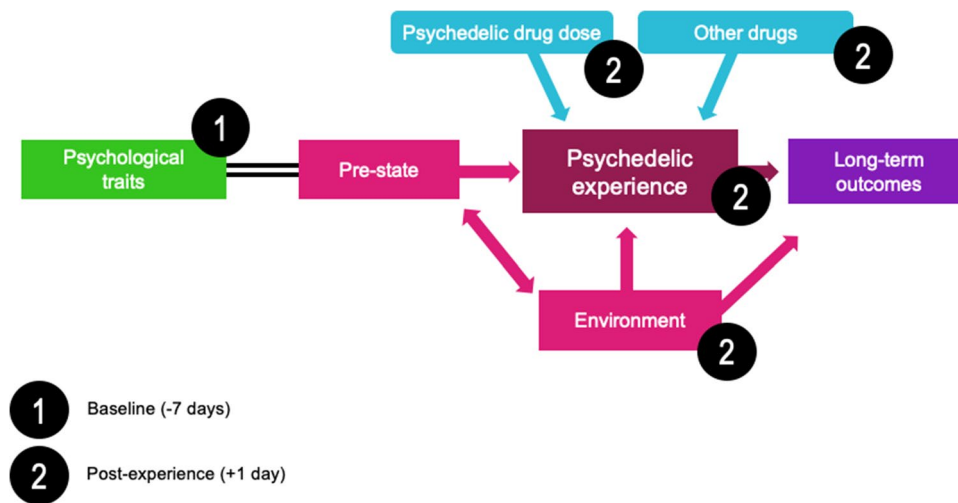 Psychedelic drug dose
2
Other drugs
2
1
Psychological
traits
Pre-state
Psychedelic
experience
2
Long-term
outcomes
Environment
2
1
Baseline (-7 days)
2
Post-experience (+1 day)